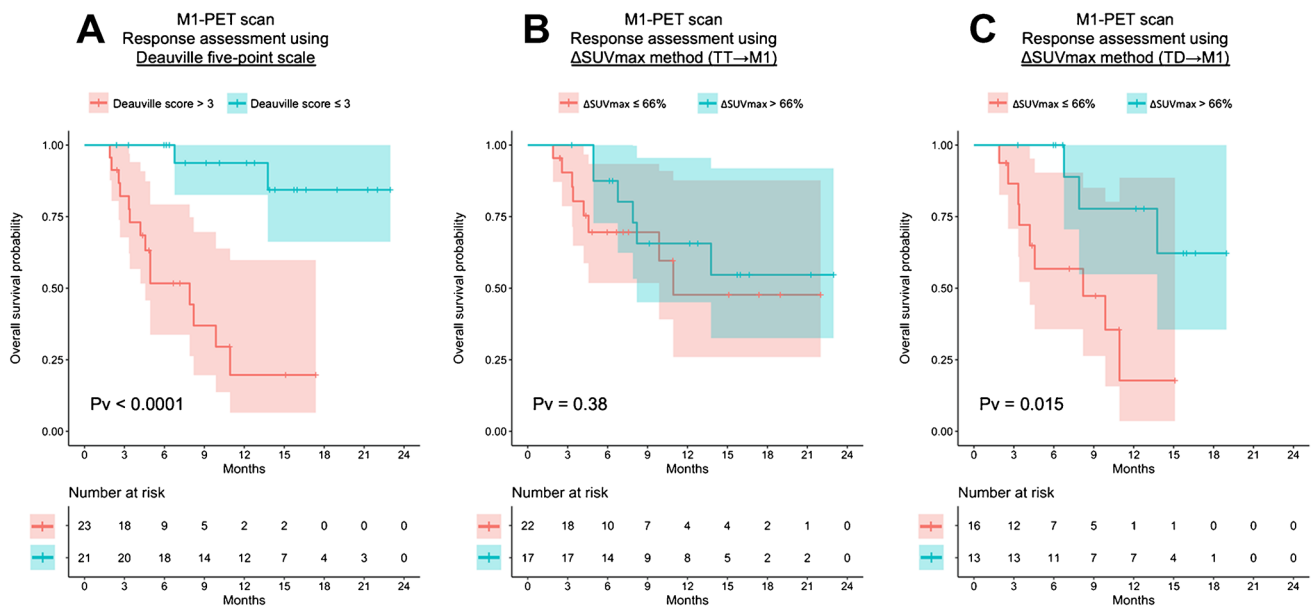 A
M1-PET scan
Response assessment using
Deauville five-point scale
Deauville score > 3
Deauville score ≤ 3
Overall survival probability
1.00
0.75
0.50
0.25
0.00
Pv < 0.0001
0 3 6 9 12 15 18 21 24
Months
Number at risk
23 18 9 5 2 2 0 0 0
21 20 18 14 12 7 4 3 0
0 3 6 9 12 15 18 21 24
Months
B
M1-PET scan
Response assessment using
ΔSUVmax method (TT→M1)
ΔSUVmax ≤ 66%
ΔSUVmax > 66%
Overall survival probability
1.00
0.75
0.50
0.25
0.00
Pv = 0.38
0 3 6 9 12 15 18 21 24
Months
Number at risk
22 18 10 7 4 4 2 1 0
17 17 14 9 8 5 2 2 0
0 3 6 9 12 15 18 21 24
Months
C
M1-PET scan
Response assessment using
ΔSUVmax method (TD→M1)
ΔSUVmax ≤ 66%
ΔSUVmax > 66%
Overall survival probability
1.00
0.75
0.50
0.25
0.00
Pv = 0.015
0 3 6 9 12 15 18 21 24
Months
Number at risk
16 12 7 5 1 1 0 0 0
13 13 11 7 7 4 1 0 0
0 3 6 9 12 15 18 21 24
Months